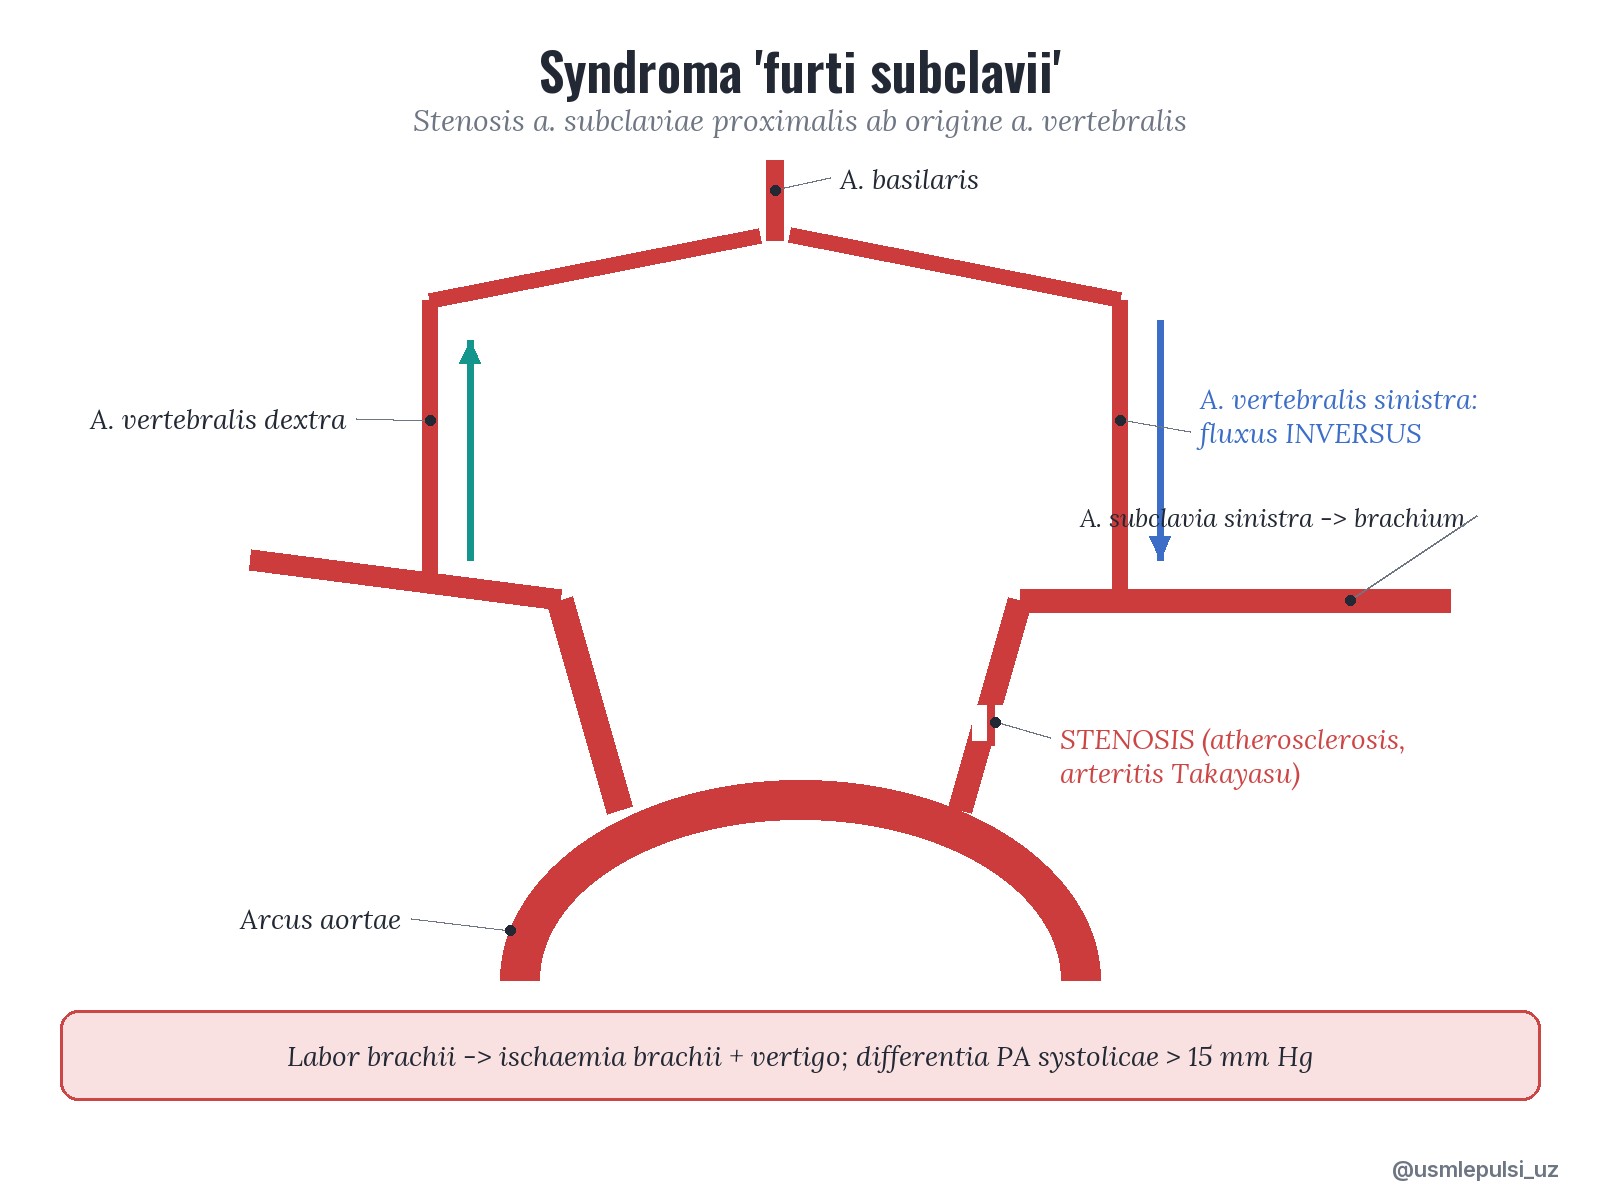 Syndroma 'furti subclavii'
Stenosis a. subclaviae proximalis ab origine a. vertebralis
A. basilaris
A. vertebralis dextra
A. vertebralis sinistra:
fluxus INVERSUS
A. subclavia sinistra -> brachium
STENOSIS (atherosclerosis,
arteritis Takayasu)
Arcus aortae
Labor brachii -> ischaemia brachii + vertigo; differentia PA systolicae > 15 mm Hg
@usmlepulsi_uz